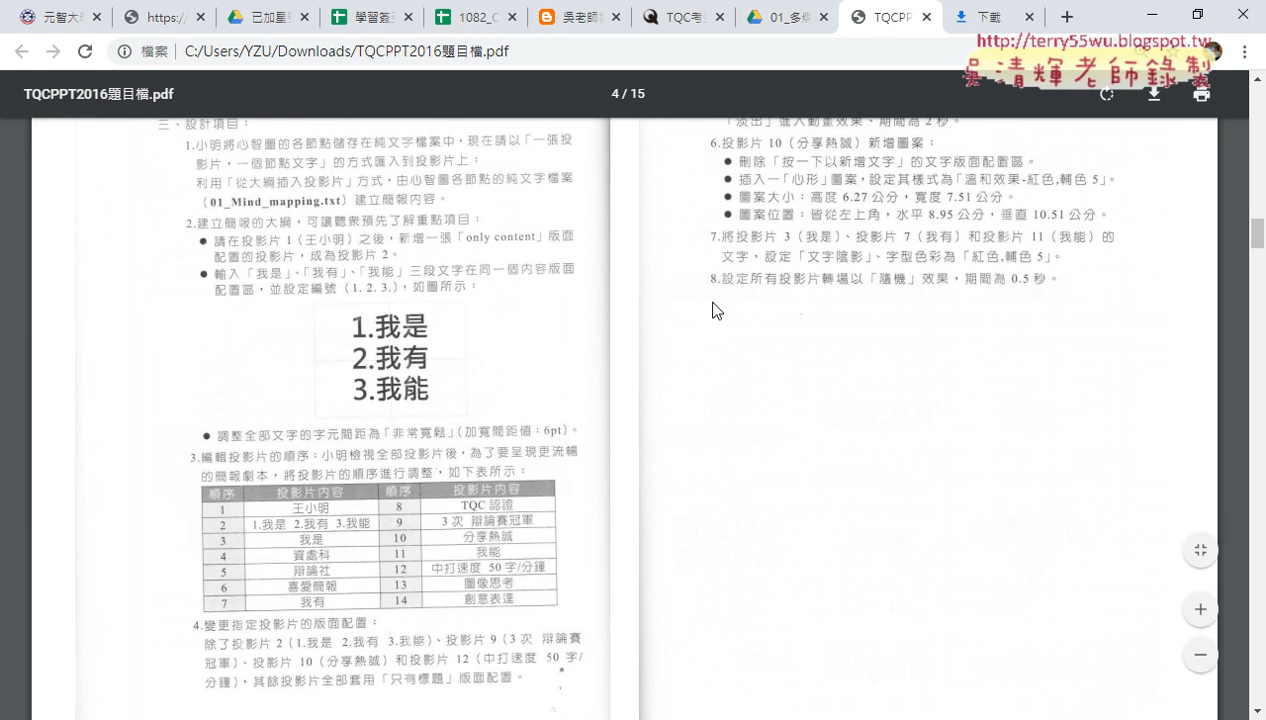 元智大
https:/
已加星
學習簽
1082_C
吳老師
TQC考
01_多媒
TQCPP
下載
檔案
C:/Users/YZU/Downloads/TQCPPT2016題目檔.pdf
http://terry55wu.blogspot.tw
吳清輝老師錄製
TQCPPT2016題目檔.pdf
4 / 15
三、設計項目：
1.小明將心智圖的各節點儲存在純文字檔案中，現在請以「一張投
影片，一個節點文字」的方式匯入到投影片上：
利用「從大綱插入投影片」方式，由心智圖各節點的純文字檔案
（01_Mind_mapping.txt）建立簡報內容。
2.建立簡報的大綱，可讓聽眾預先了解重點項目：
● 請在投影片 1（王小明）之後，新增一張「only content」版面
配置的投影片，成為投影片 2。
● 輸入「我是」、「我有」、「我能」三段文字在同一個內容版面
配置區，並設定編號（1. 2. 3.），如圖所示：
1.我是
2.我有
3.我能
● 調整全部文字的字元間距為「非常寬鬆」（加寬間距值：6pt）。
3.編輯投影片的順序：小明檢視全部投影片後，為了要呈現更流暢
的簡報劇本，將投影片的順序進行調整，如下表所示：
順序 投影片內容 順序 投影片內容
1 王小明 8 TQC 認證
2 1.我是 2.我有 3.我能 9 3 次 辯論賽冠軍
3 我是 10 分享熱誠
4 資處科 11 我能
5 辯論社 12 中打速度 50 字/分鐘
6 喜愛簡報 13 圖像思考
7 我有 14 創意表達
4.變更指定投影片的版面配置：
除了投影片 2（1.我是 2.我有 3.我能）、投影片 9（3 次 辯論賽
冠軍）、投影片 10（分享熱誠）和投影片 12（中打速度 50 字/
分鐘），其餘投影片全部套用「只有標題」版面配置。
「淡出」進入動畫效果、期間為 2 秒。
6.投影片 10（分享熱誠）新增圖案：
● 刪除「按一下以新增文字」的文字版面配置區。
● 插入一「心形」圖案，設定其樣式為「溫和效果-紅色,輔色 5」。
● 圖案大小：高度 6.27 公分，寬度 7.51 公分。
● 圖案位置：皆從左上角，水平 8.95 公分，垂直 10.51 公分。
7.將投影片 3（我是）、投影片 7（我有）和投影片 11（我能）的
文字，設定「文字陰影」、字型色彩為「紅色,輔色 5」。
8.設定所有投影片轉場以「隨機」效果，期間為 0.5 秒。